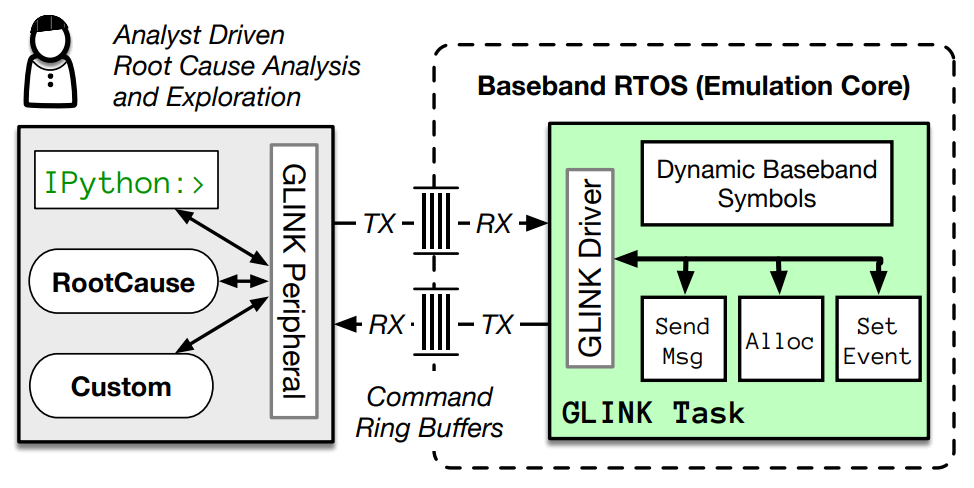 Analyst Driven
Root Cause Analysis
and Exploration
IPython:>
RootCause
Custom
GLINK Peripheral
TX
RX
RX
TX
Command
Ring Buffers
Baseband RTOS (Emulation Core)
GLINK Driver
Dynamic Baseband
Symbols
Send
Msg
Alloc
Set
Event
GLINK Task